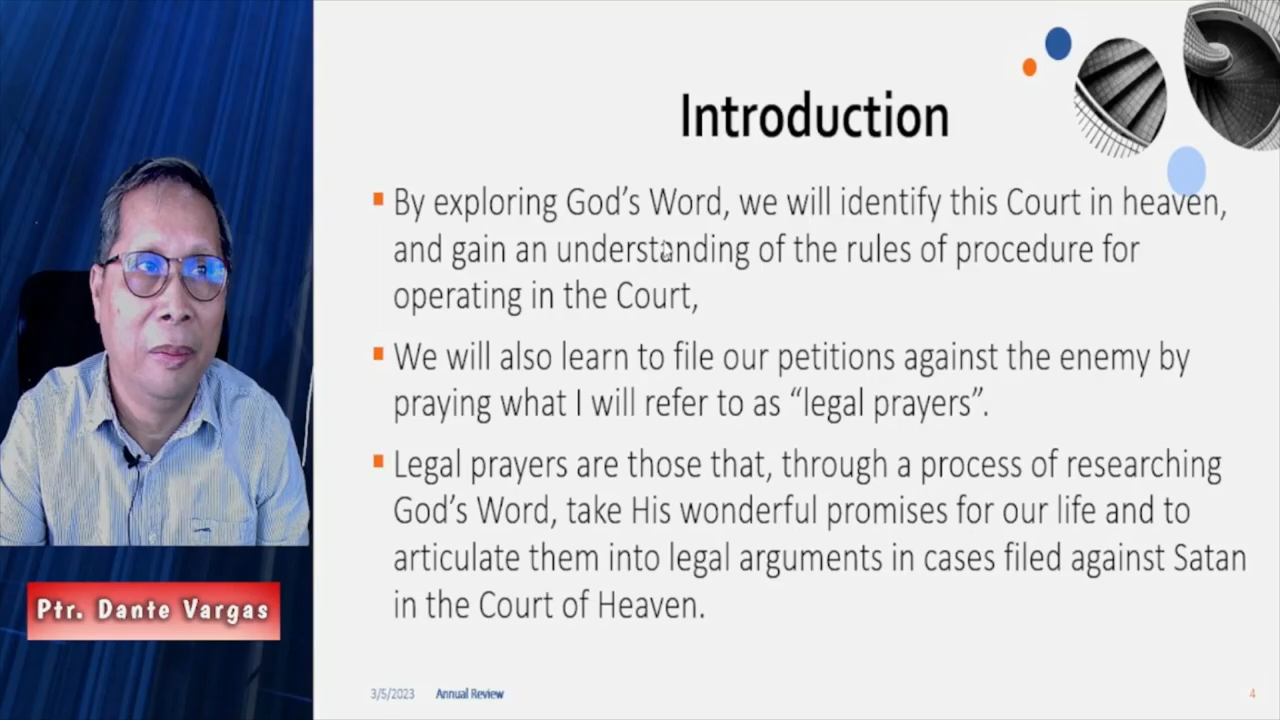 Introduction
▪ By exploring God’s Word, we will identify this Court in heaven,
and gain an understanding of the rules of procedure for
operating in the Court,
▪ We will also learn to file our petitions against the enemy by
praying what I will refer to as “legal prayers”.
▪ Legal prayers are those that, through a process of researching
God’s Word, take His wonderful promises for our life and to
articulate them into legal arguments in cases filed against Satan
in the Court of Heaven.
Ptr. Dante Vargas
3/5/2023 Annual Review 4